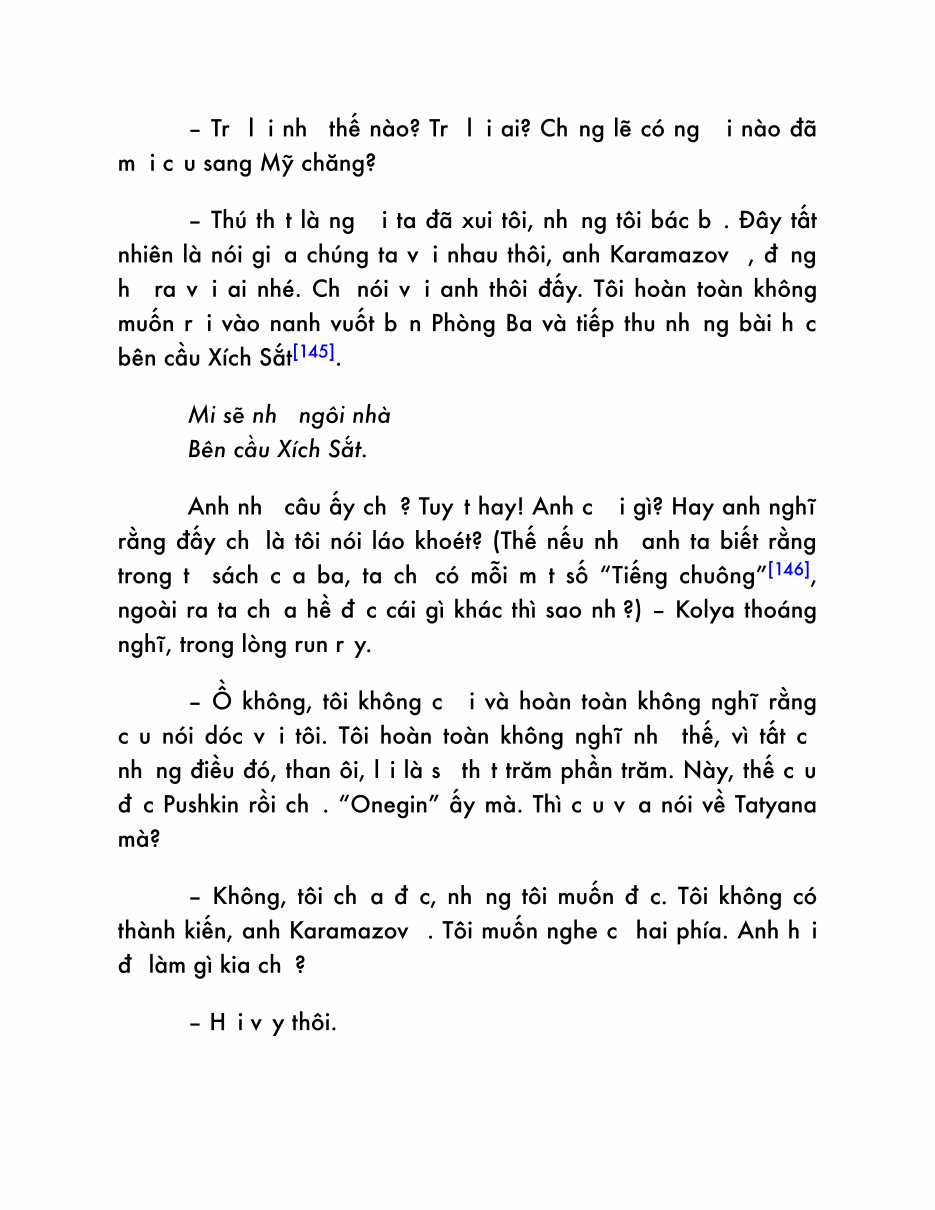 – Tr l i nh thế nào? Tr l i ai? Ch ng lẽ có ng i nào đã
m i c u sang Mỹ chăng?
– Thú th t là ng i ta đã xui tôi, nh ng tôi bác b . Đây tất
nhiên là nói gi a chúng ta v i nhau thôi, anh Karamazov , đ ng
h ra v i ai nhé. Ch nói v i anh thôi đấy. Tôi hoàn toàn không
muốn r i vào nanh vuốt b n Phòng Ba và tiếp thu nh ng bài h c
bên cầu Xích Sắt[145].
Mi sẽ nh ngôi nhà
Bên cầu Xích Sắt.
Anh nh câu ấy ch ? Tuy t hay! Anh c i gì? Hay anh nghĩ
rằng đấy ch là tôi nói láo khoét? (Thế nếu nh anh ta biết rằng
trong t sách c a ba, ta ch có mỗi m t số “Tiếng chuông”[146],
ngoài ra ta ch a hề đ c cái gì khác thì sao nh ?) – Kolya thoáng
nghĩ, trong lòng run r y.
– Ồ không, tôi không c i và hoàn toàn không nghĩ rằng
c u nói dóc v i tôi. Tôi hoàn toàn không nghĩ nh thế, vì tất c
nh ng điều đó, than ôi, l i là s th t trăm phần trăm. Này, thế c u
đ c Pushkin rồi ch . “Onegin” ấy mà. Thì c u v a nói về Tatyana
mà?
– Không, tôi ch a đ c, nh ng tôi muốn đ c. Tôi không có
thành kiến, anh Karamazov . Tôi muốn nghe c hai phía. Anh h i
đ làm gì kia ch ?
– H i v y thôi.